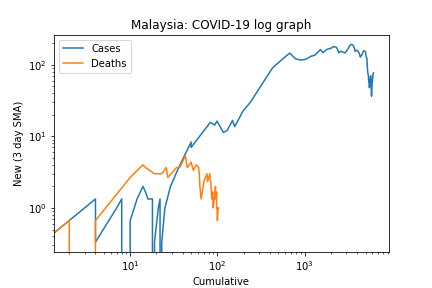 Malaysia: COVID-19 log graph
Cases
Deaths
New (3 day SMA)
10²
10¹
10⁰
10¹ 10² 10³
Cumulative